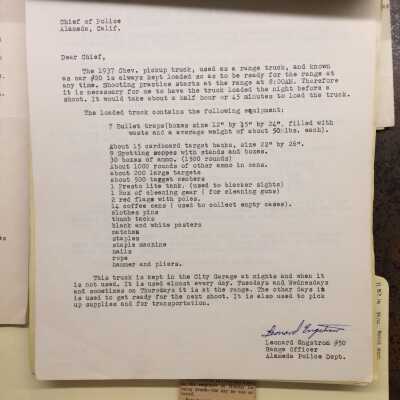 Chief of Police
Alameda, Calif.
Dear Chief,
The 1937 Chev. pickup truck, used as a range truck, and known
as car #20 is always kept loaded so as to be ready for the range at
any time. Shooting practice starts at the range at 8:00AM. Therefore
it is necessary for me to have the truck loaded the night before a
shoot. It would take about a half hour or 45 minutes to load the truck.
The loaded truck contains the following equipment:
7 Bullet traps(boxes size 12" by 15" by 24". filled with
waste and a average weight of about 50 lbs. each).
About 15 cardboard target backs, size 22" by 28".
Spotting scopes with stands and boxes.
30 boxes of ammo. (1500 rounds)
About 1000 rounds of other ammo in cans.
about 200 large targets
about 500 target centers
1 Presto lite tank. (used to blacken sights)
1 Box of cleaning gear ( for cleaning guns)
2 red flags with poles.
14 coffee cans ( used to collect empty cases).
clothes pins
thumb tacks
black and white pasters
matches
staples
staple machine
nails
rope
hammer and pliers.
This truck is kept in the City Garage at nights and when it
is not used. It is used almost every day. Tuesdays and Wednesdays
and sometimes on Thursdays it is at the range. The other days it
is used to get ready for the next shoot. It is also used to pick
up supplies and for transportation.
Leonard Engstrom
Leonard Engstrom #50
Range Officer
Alameda Police Dept.